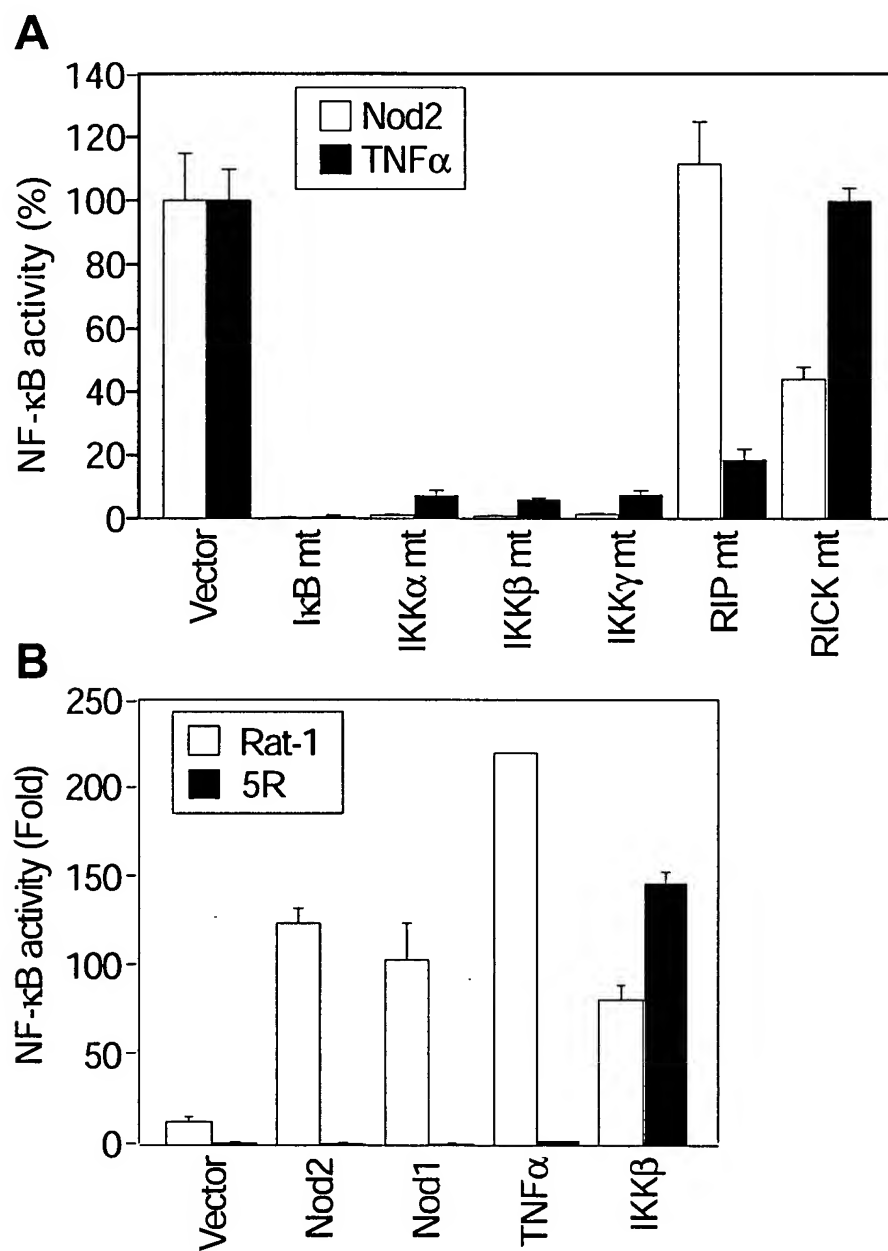 A
NF-κB activity (%)
140
120
100
80
60
40
20
0
Nod2
TNFα
Vector
IκB mt
IKKα mt
IKKβ mt
IKKγ mt
RIP mt
RICK mt
B
NF-κB activity (Fold)
250
200
150
100
50
0
Rat-1
5R
Vector
Nod2
Nod1
TNFα
IKKβ